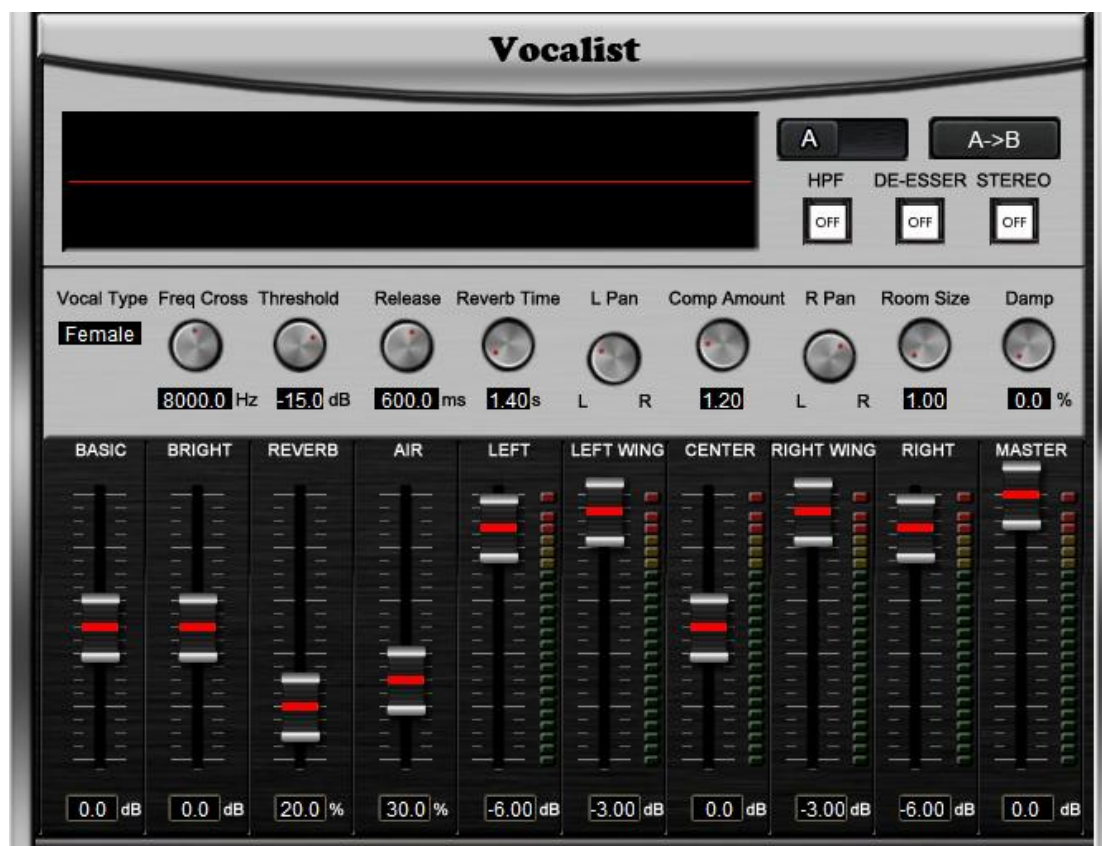 Vocalist
A A->B
HPF DE-ESSER STEREO
OFF OFF OFF
Vocal Type Freq Cross Threshold Release Reverb Time L Pan Comp Amount R Pan Room Size Damp
Female
8000.0 Hz -15.0 dB 600.0 ms 1.40 s L R 1.20 L R 1.00 0.0 %
BASIC BRIGHT REVERB AIR LEFT LEFT WING CENTER RIGHT WING RIGHT MASTER
0.0 dB 0.0 dB 20.0 % 30.0 % -6.00 dB -3.00 dB 0.0 dB -3.00 dB -6.00 dB 0.0 dB